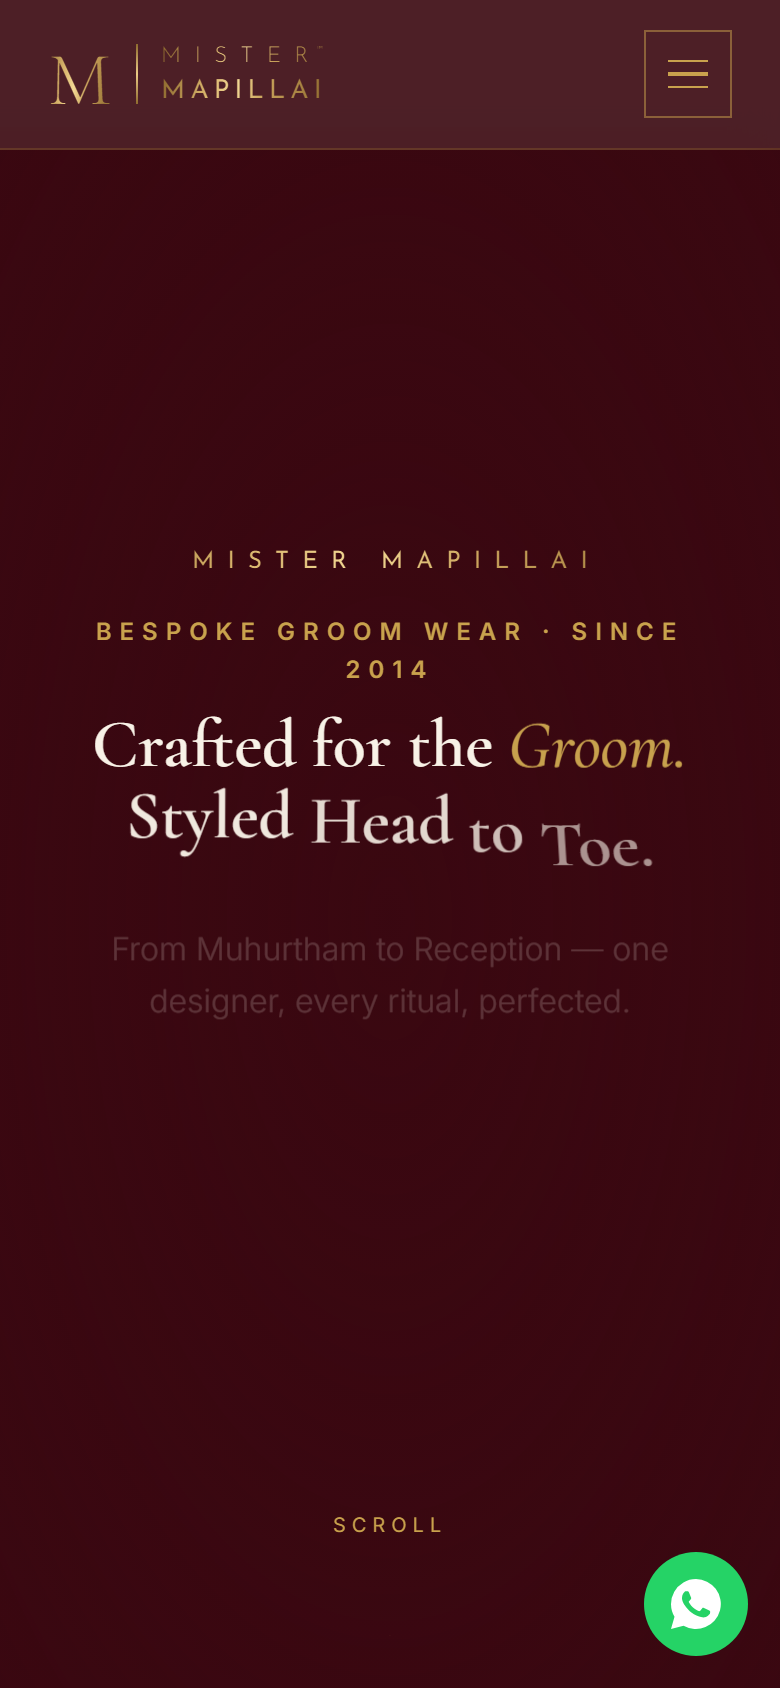 M
MISTER™
MAPILLAI
MISTER MAPILLAI
BESPOKE GROOM WEAR · SINCE
2014
Crafted for the Groom.
Styled Head to Toe.
From Muhurtham to Reception — one
designer, every ritual, perfected.
SCROLL